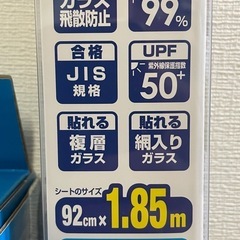 ガラス
飛散防止
99%
合格
JIS
規格
UPF
紫外線保護指数
50+
貼れる
複層
ガラス
貼れる
網入り
ガラス
シートのサイズ
92cm×1.85m